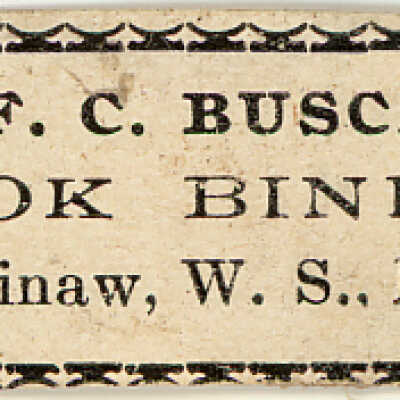 F. C. BUSC
OK BIN
inaw, W. S.,